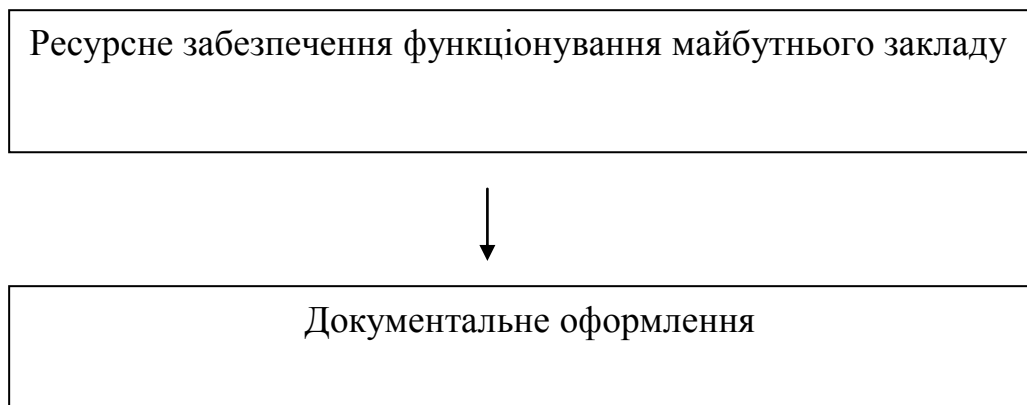 Ресурсне забезпечення функціонування майбутнього закладу
Документальне оформлення